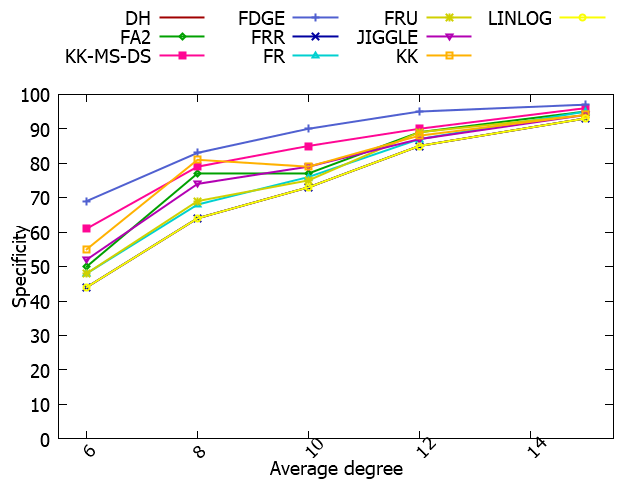 DH FDGE FRU LINLOG
FA2 FRR JIGGLE
KK-MS-DS FR KK
100
90
80
70
60
50
40
30
20
10
0
Specificity
6 8 10 12 14
Average degree